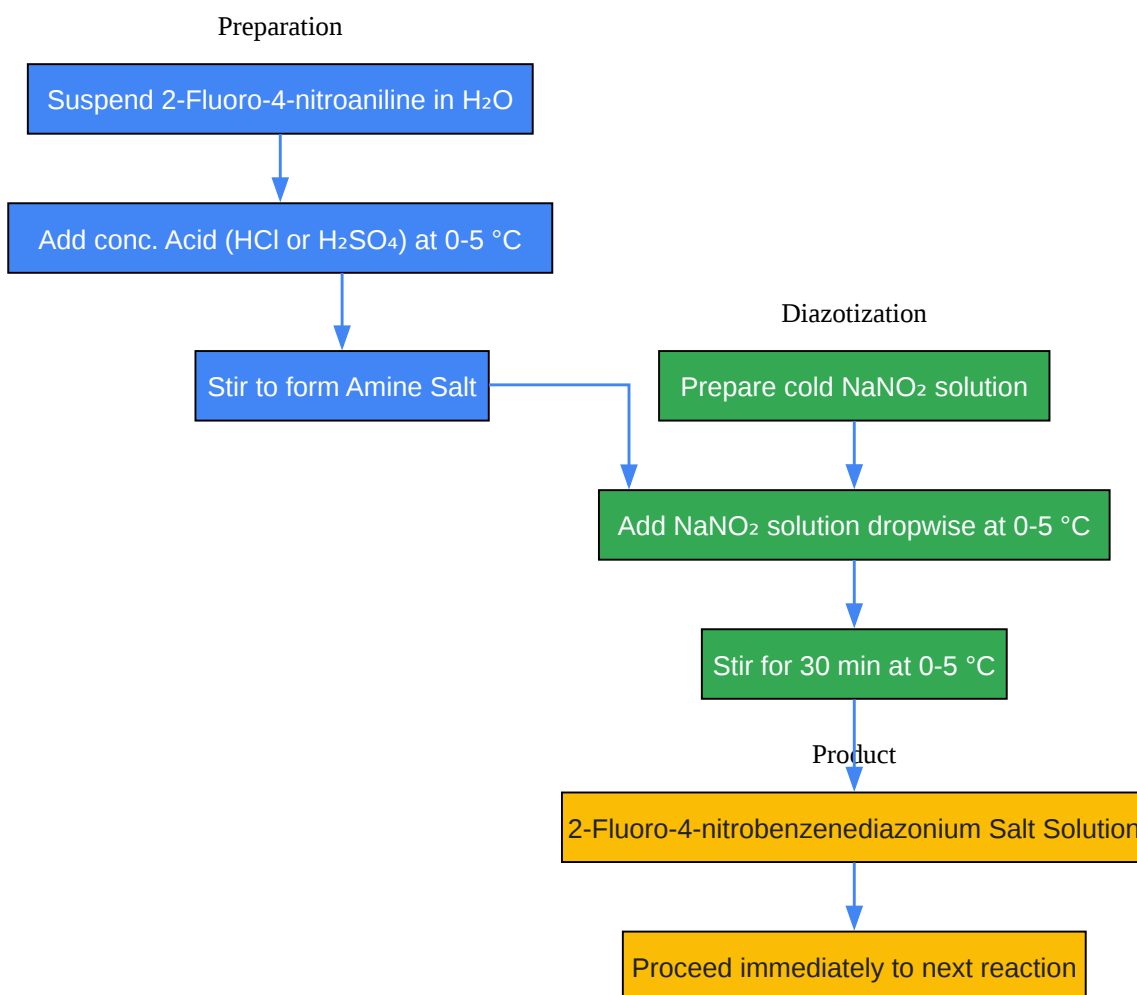 Preparation
Suspend 2-Fluoro-4-nitroaniline in H₂O
Add conc. Acid (HCl or H₂SO₄) at 0-5 °C
Stir to form Amine Salt
Diazotization
Prepare cold NaNO₂ solution
Add NaNO₂ solution dropwise at 0-5 °C
Stir for 30 min at 0-5 °C
Product
2-Fluoro-4-nitrobenzenediazonium Salt Solution
Proceed immediately to next reaction